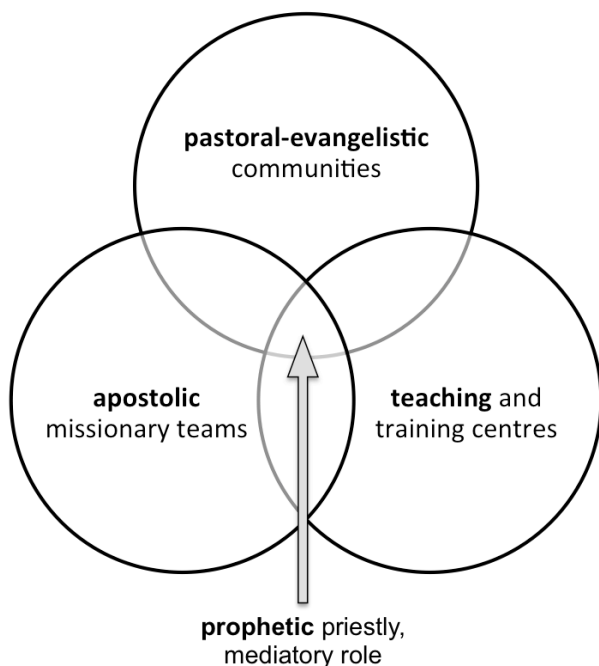 pastoral-evangelistic
communities
apostolic
missionary teams
teaching and
training centres
prophetic priestly,
mediatory role